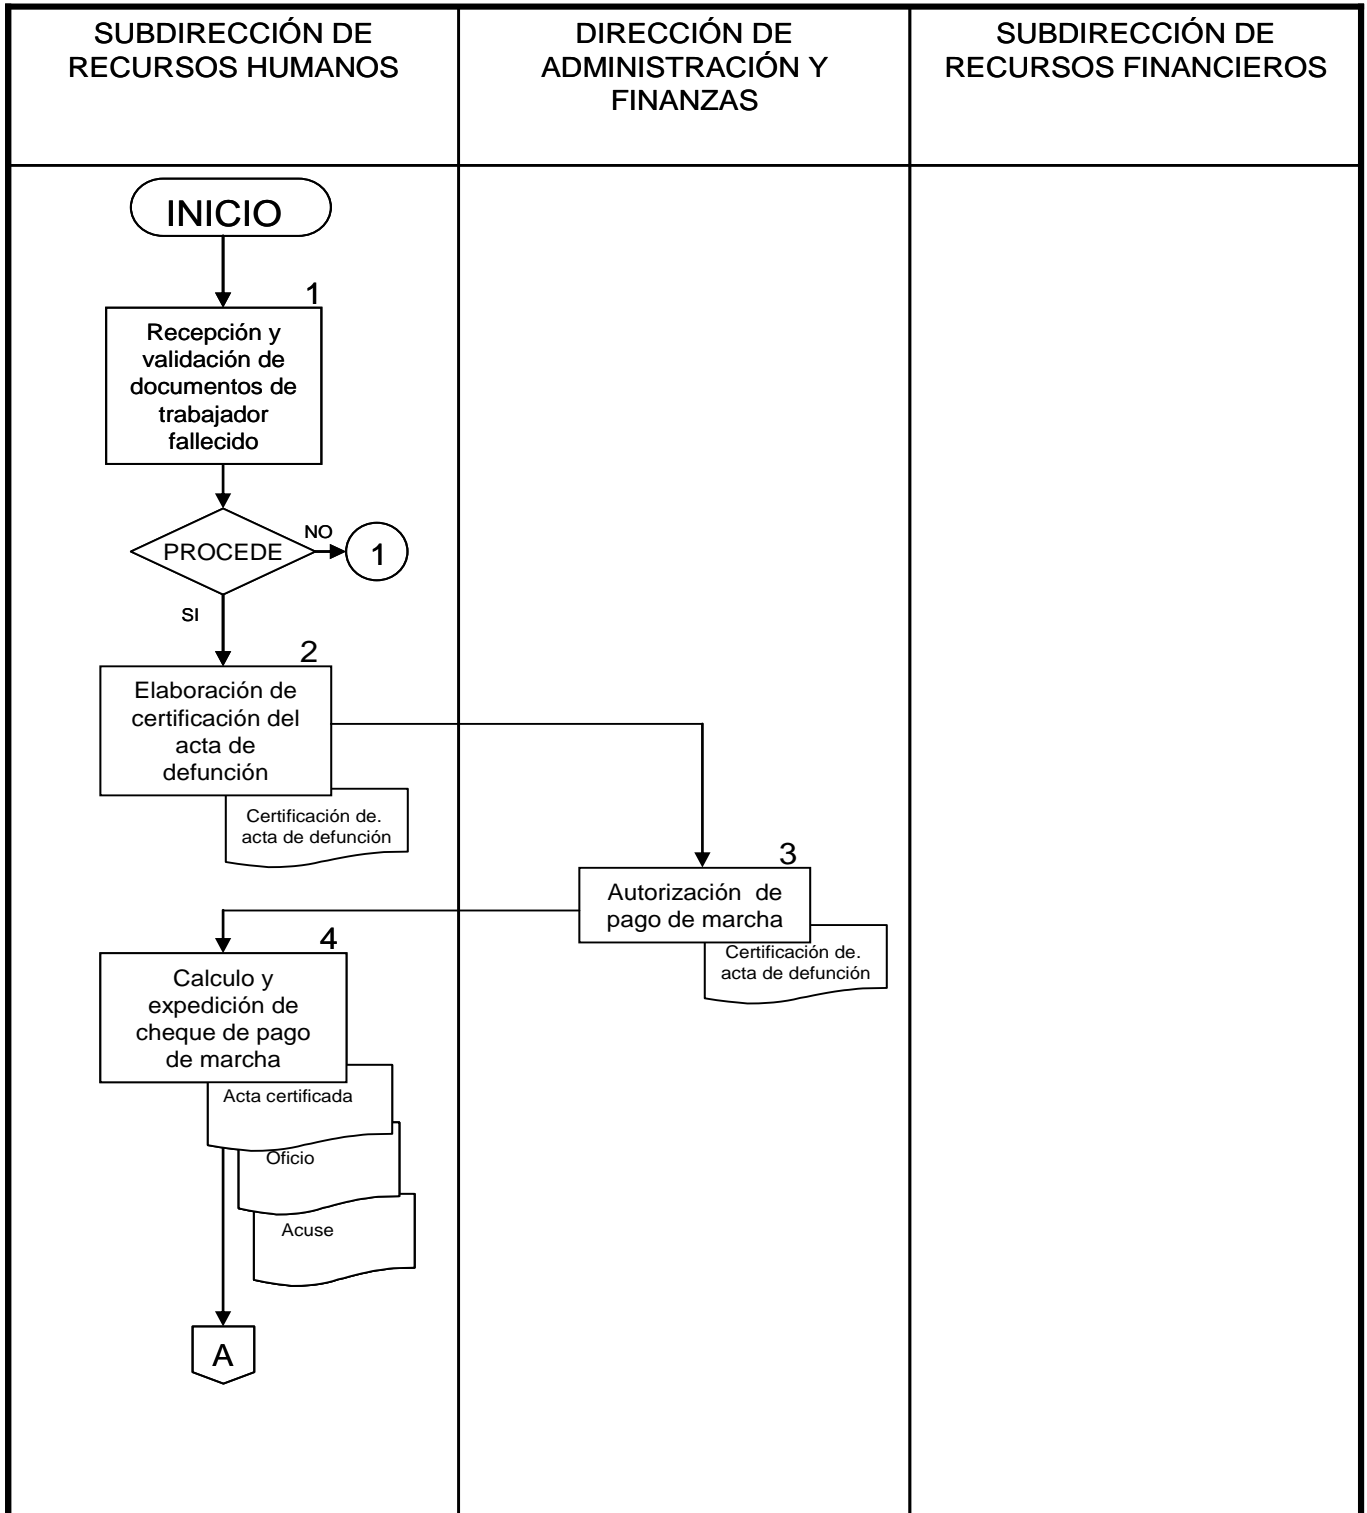 SUBDIRECCIÓN DE
RECURSOS HUMANOS
DIRECCIÓN DE
ADMINISTRACIÓN Y
FINANZAS
SUBDIRECCIÓN DE
RECURSOS FINANCIEROS
INICIO
1
Recepción y
validación de
documentos de
trabajador
fallecido
PROCEDE
NO
1
SI
2
Elaboración de
certificación del
acta de
defunción
Certificación de.
acta de defunción
3
Autorización de
pago de marcha
Certificación de.
acta de defunción
4
Calculo y
expedición de
cheque de pago
de marcha
Acta certificada
Oficio
Acuse
A